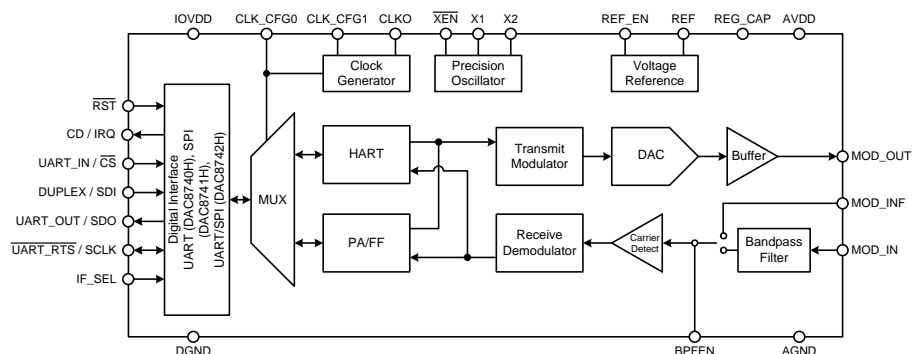 IOVDD CLK_CFG0 CLK_CFG1 CLKO XEN X1 X2 REF_EN REF REG_CAP AVDD
Clock
Generator
Precision
Oscillator
Voltage
Reference
RST
CD / IRQ
UART_IN / CS
DUPLEX / SDI
UART_OUT / SDO
UART_RTS / SCLK
IF_SEL
Digital Interface
UART (DAC8740H), SPI
(DAC8741H),
UART/SPI (DAC8742H)
MUX
HART
PA/FF
Transmit
Modulator
DAC
Buffer
Receive
Demodulator
Carrier
Detect
Bandpass
Filter
MOD_OUT
MOD_INF
MOD_IN
DGND BPFEN AGND